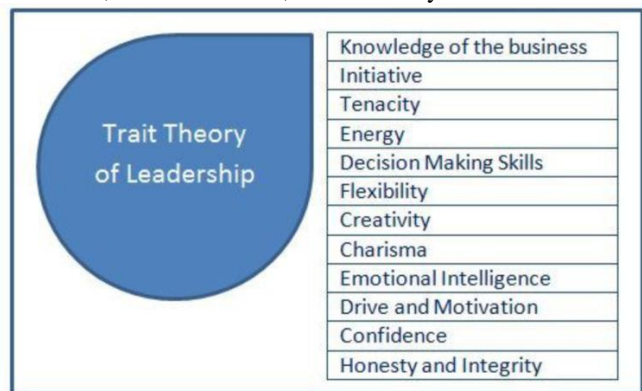 Trait Theory
of Leadership
Knowledge of the business
Initiative
Tenacity
Energy
Decision Making Skills
Flexibility
Creativity
Charisma
Emotional Intelligence
Drive and Motivation
Confidence
Honesty and Integrity